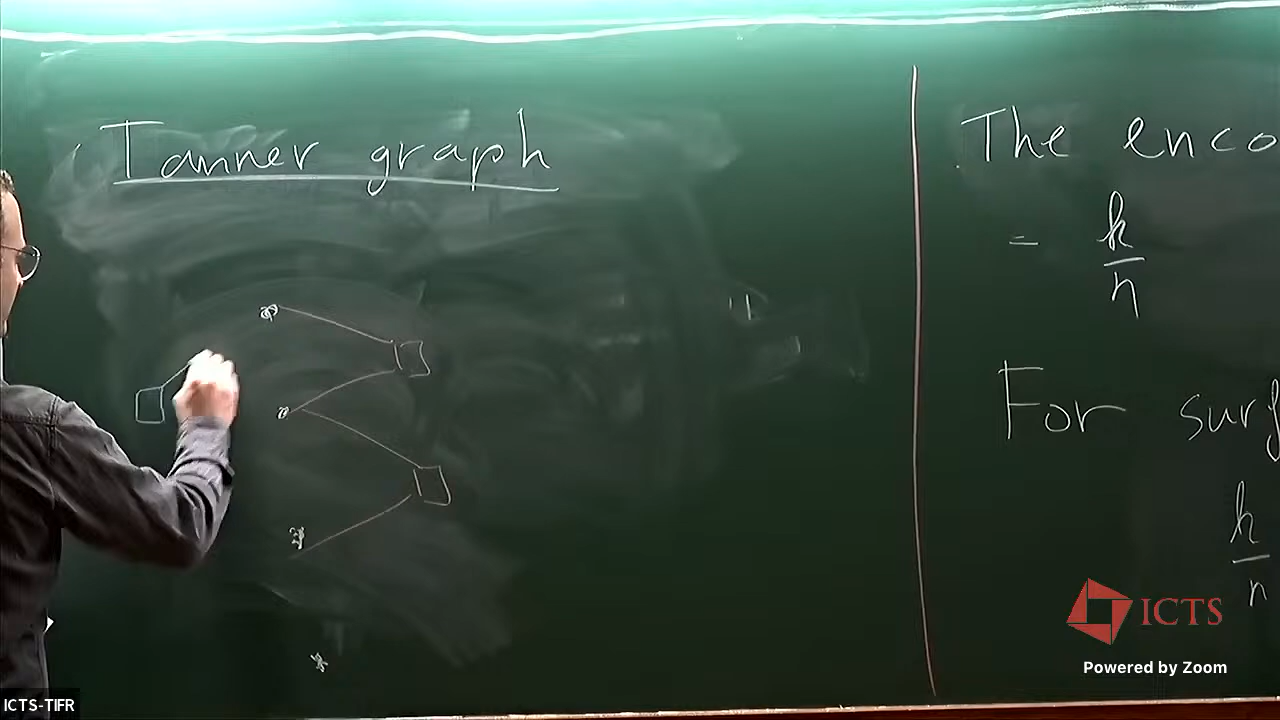 Tanner graph
The enco
= k/n
For surf
k/n
ICTS
Powered by Zoom
ICTS-TIFR